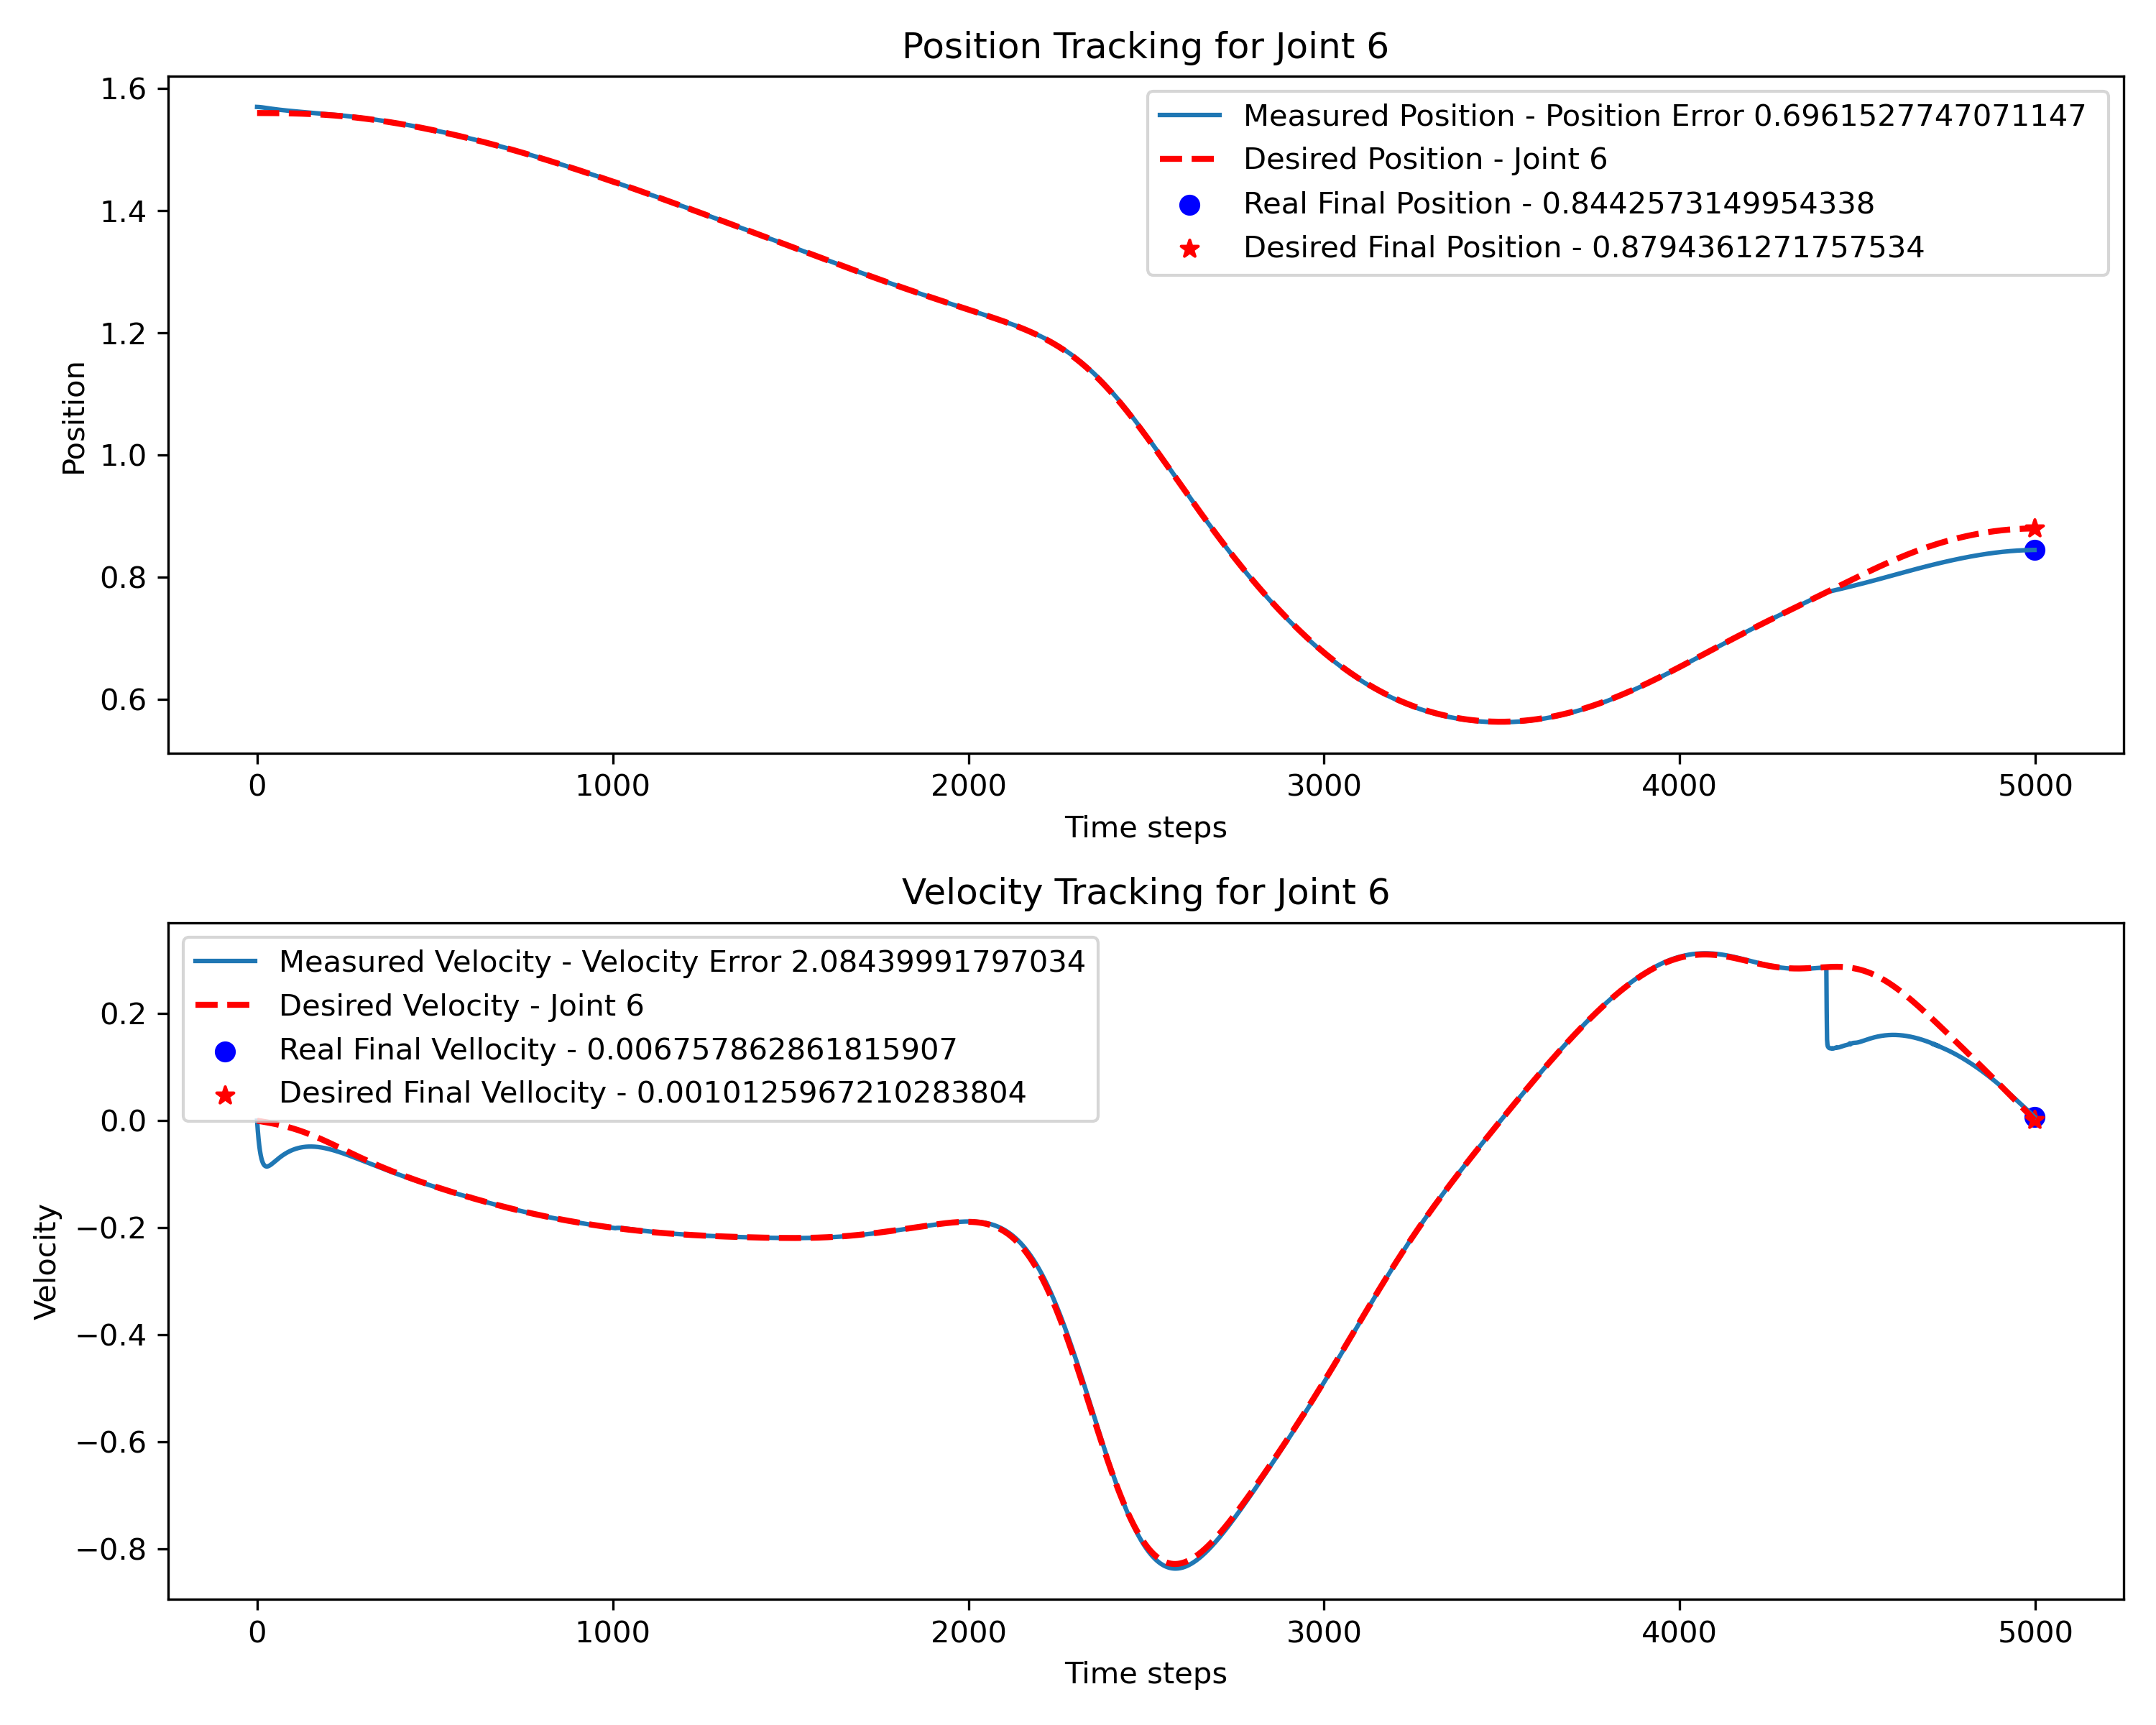 Position Tracking for Joint 6
1.6
1.4
1.2
1.0
0.8
0.6
Position
Measured Position - Position Error 0.6961527747071147
Desired Position - Joint 6
Real Final Position - 0.8442573149954338
Desired Final Position - 0.8794361271757534
0 1000 2000 3000 4000 5000
Time steps
Velocity Tracking for Joint 6
0.2
0.0
−0.2
−0.4
−0.6
−0.8
Velocity
Measured Velocity - Velocity Error 2.08439991797034
Desired Velocity - Joint 6
Real Final Vellocity - 0.006757862861815907
Desired Final Vellocity - 0.0010125967210283804
0 1000 2000 3000 4000 5000
Time steps